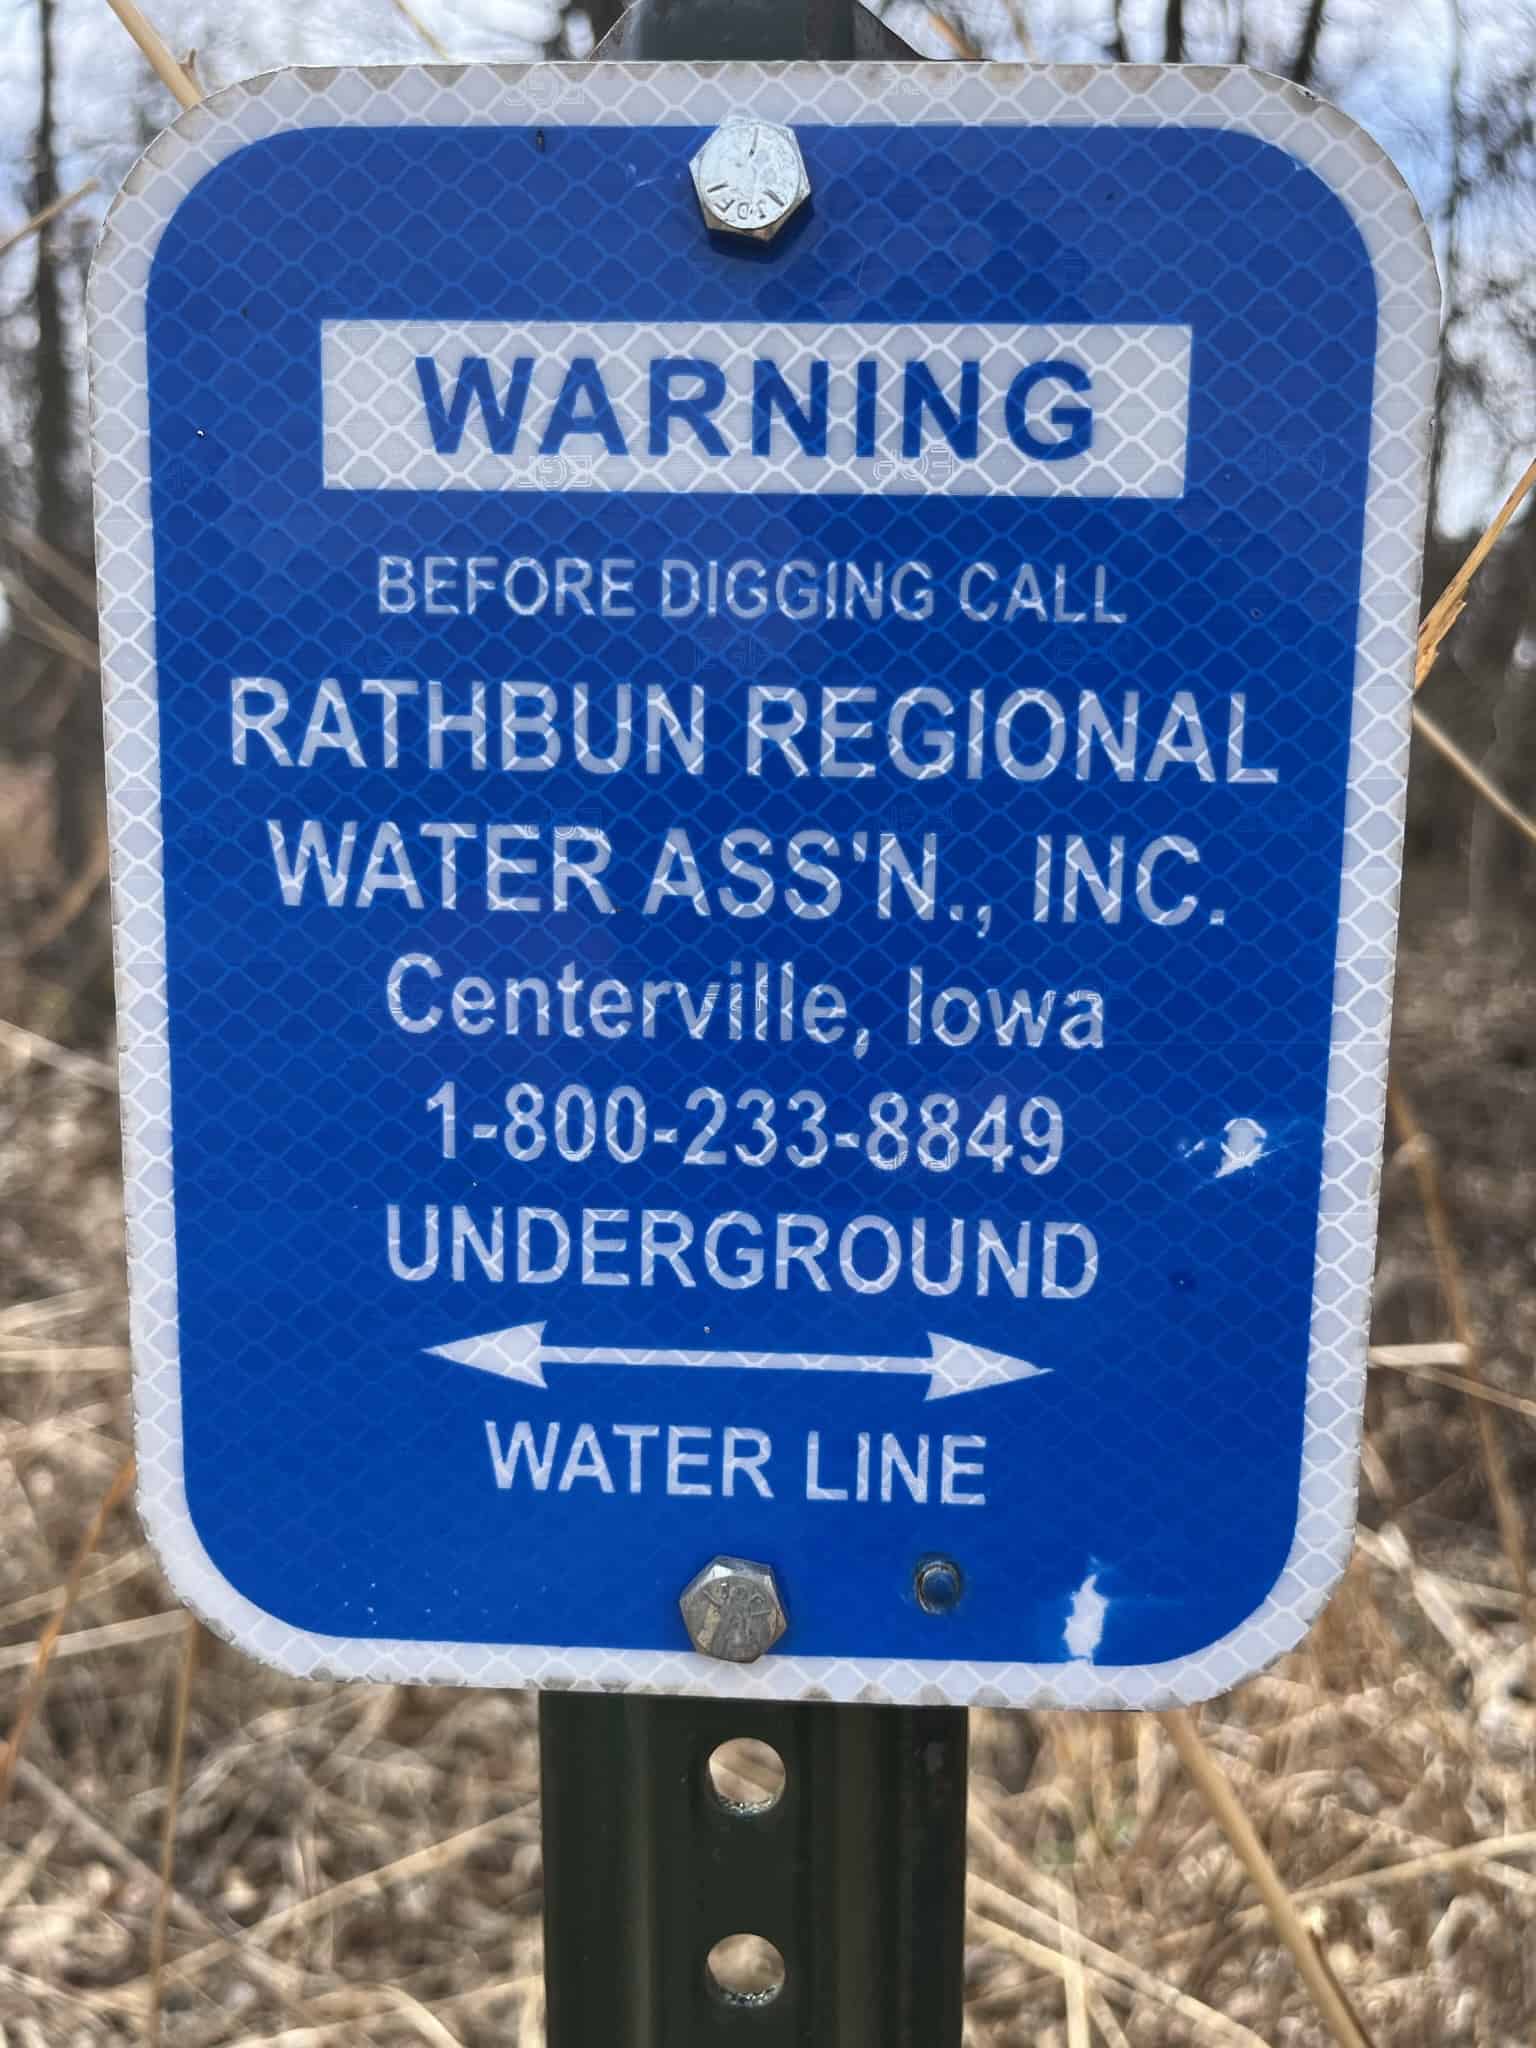 WARNING
BEFORE DIGGING CALL
RATHBUN REGIONAL
WATER ASS'N., INC.
Centerville, Iowa
1-800-233-8849
UNDERGROUND
WATER LINE